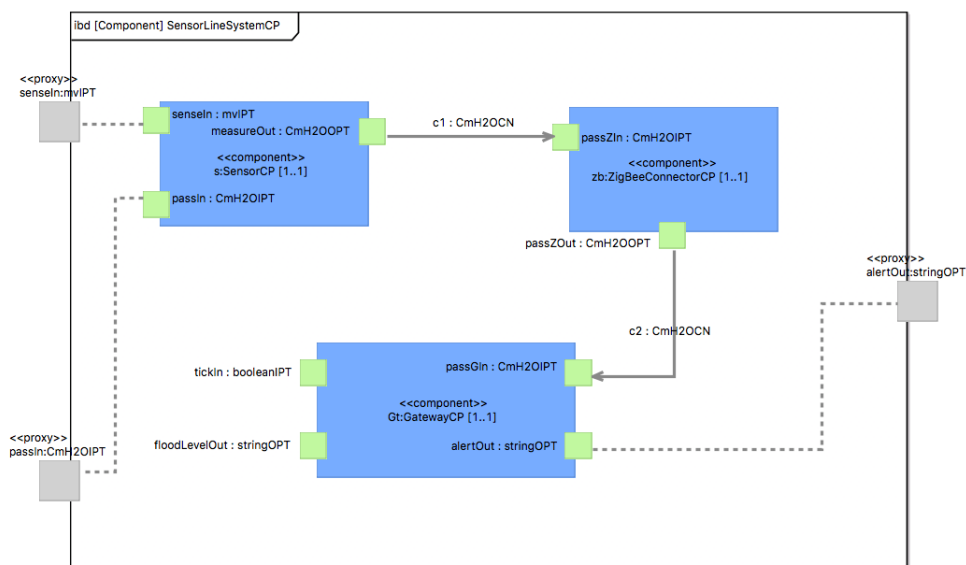 ibd [Component] SensorLineSystemCP
<<proxy>>
senseIn:mvIPT
senseIn : mvIPT
measureOut : CmH2OOPT
<<component>>
s:SensorCP [1..1]
passIn : CmH2OIPT
c1 : CmH2OCN
passZIn : CmH2OIPT
<<component>>
zb:ZigBeeConnectorCP [1..1]
passZOut : CmH2OOPT
<<proxy>>
alertOut:stringOPT
c2 : CmH2OCN
tickIn : booleanIPT
passGIn : CmH2OIPT
<<component>>
Gt:GatewayCP [1..1]
floodLevelOut : stringOPT
alertOut : stringOPT
<<proxy>>
passIn:CmH2OIPT